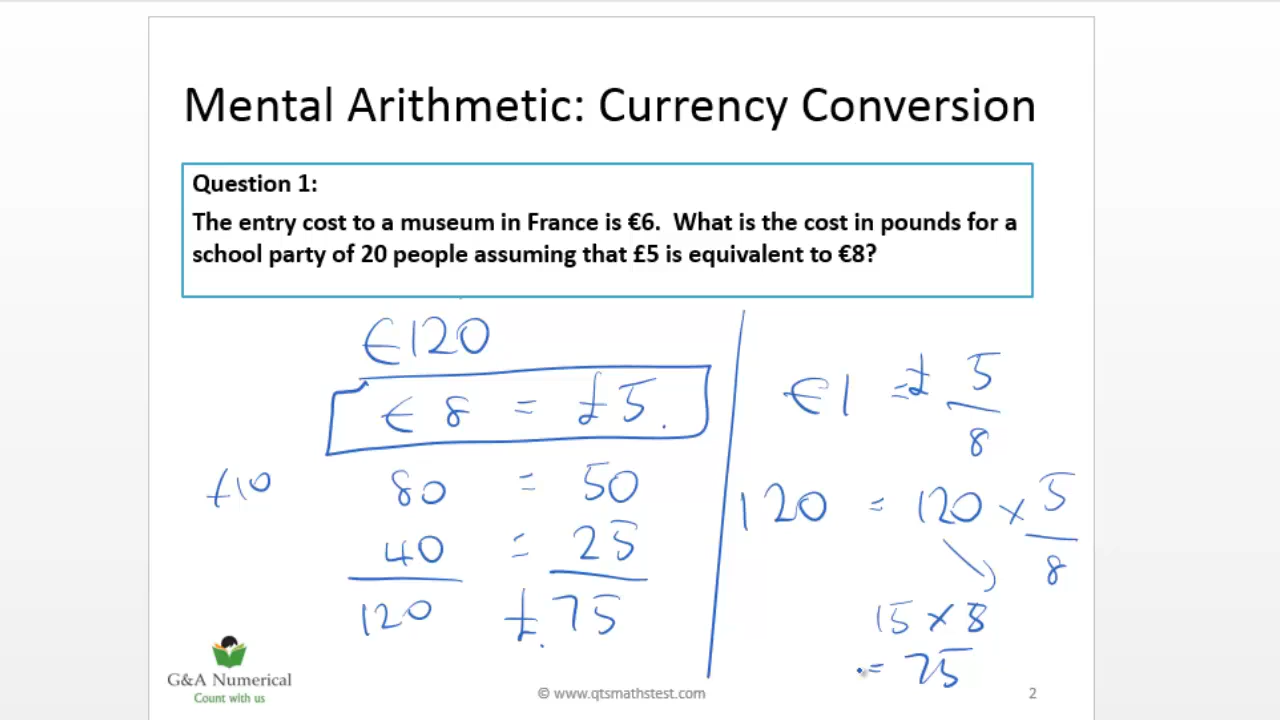 Mental Arithmetic: Currency Conversion
Question 1:
The entry cost to a museum in France is €6. What is the cost in pounds for a
school party of 20 people assuming that £5 is equivalent to €8?
€120
€8 = £5.
£10
80 = 50
40 = 25
120 £75
€1 = £ 5/8
120 = 120 × 5/8
15 ×
= 75
G&A Numerical
Count with us
© www.qtsmathstest.com
2